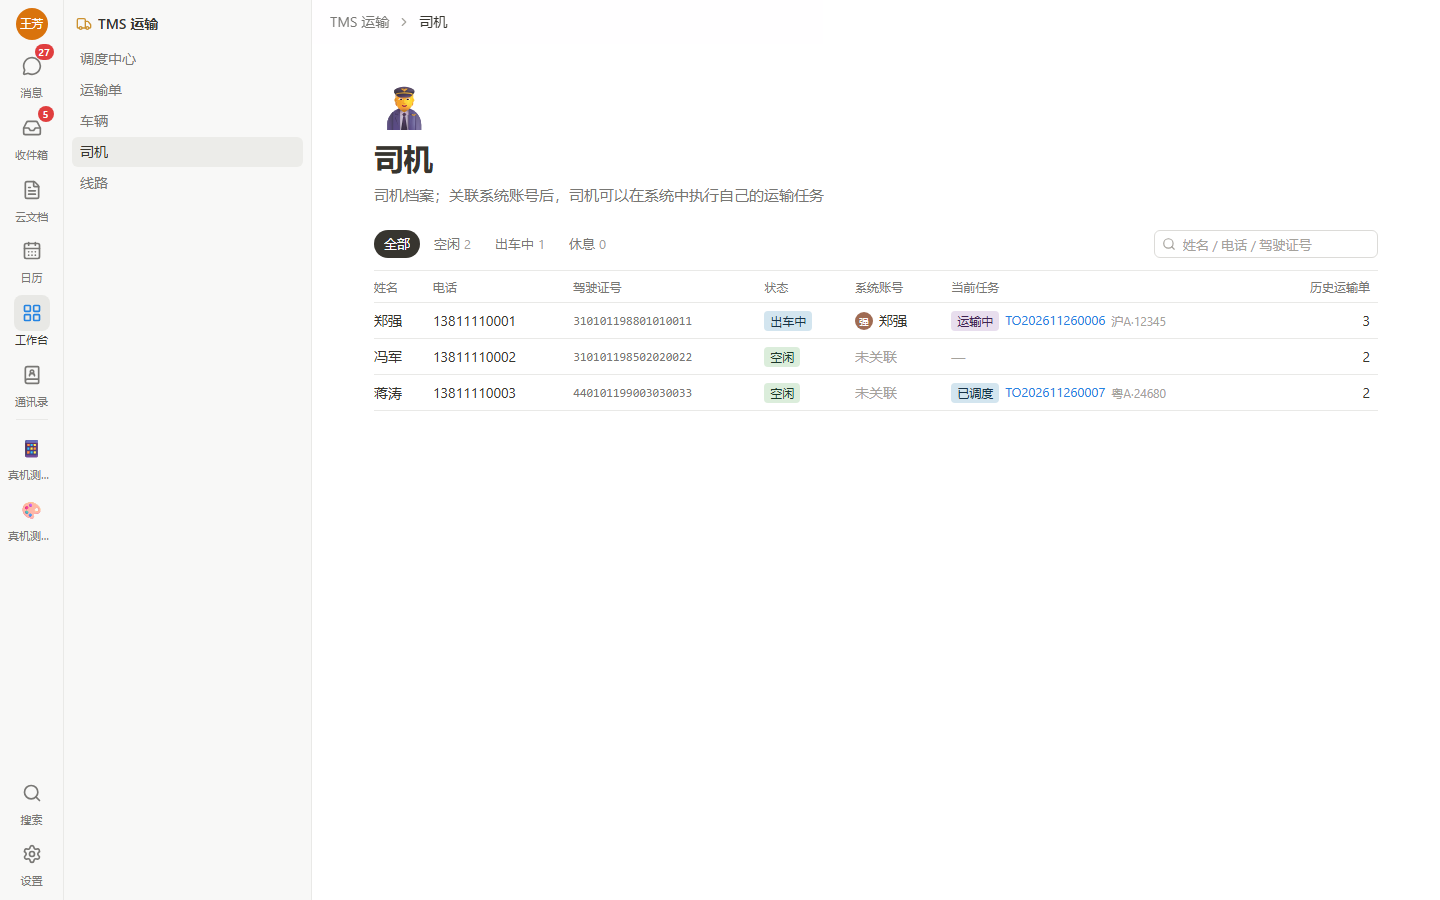 王芳
27
消息
5
收件箱
云文档
日历
工作台
通讯录
真机测...
真机测...
搜索
设置
TMS 运输
调度中心
运输单
车辆
司机
线路
TMS 运输 > 司机
司机
司机档案；关联系统账号后，司机可以在系统中执行自己的运输任务
全部 空闲 2 出车中 1 休息 0 姓名 / 电话 / 驾驶证号
姓名 电话 驾驶证号 状态 系统账号 当前任务 历史运输单
郑强 13811110001 310101198801010011 出车中 强 郑强 运输中 TO202611260006 沪A·12345 3
冯军 13811110002 310101198502020022 空闲 未关联 — 2
蒋涛 13811110003 440101199003030033 空闲 未关联 已调度 TO202611260007 粤A·24680 2